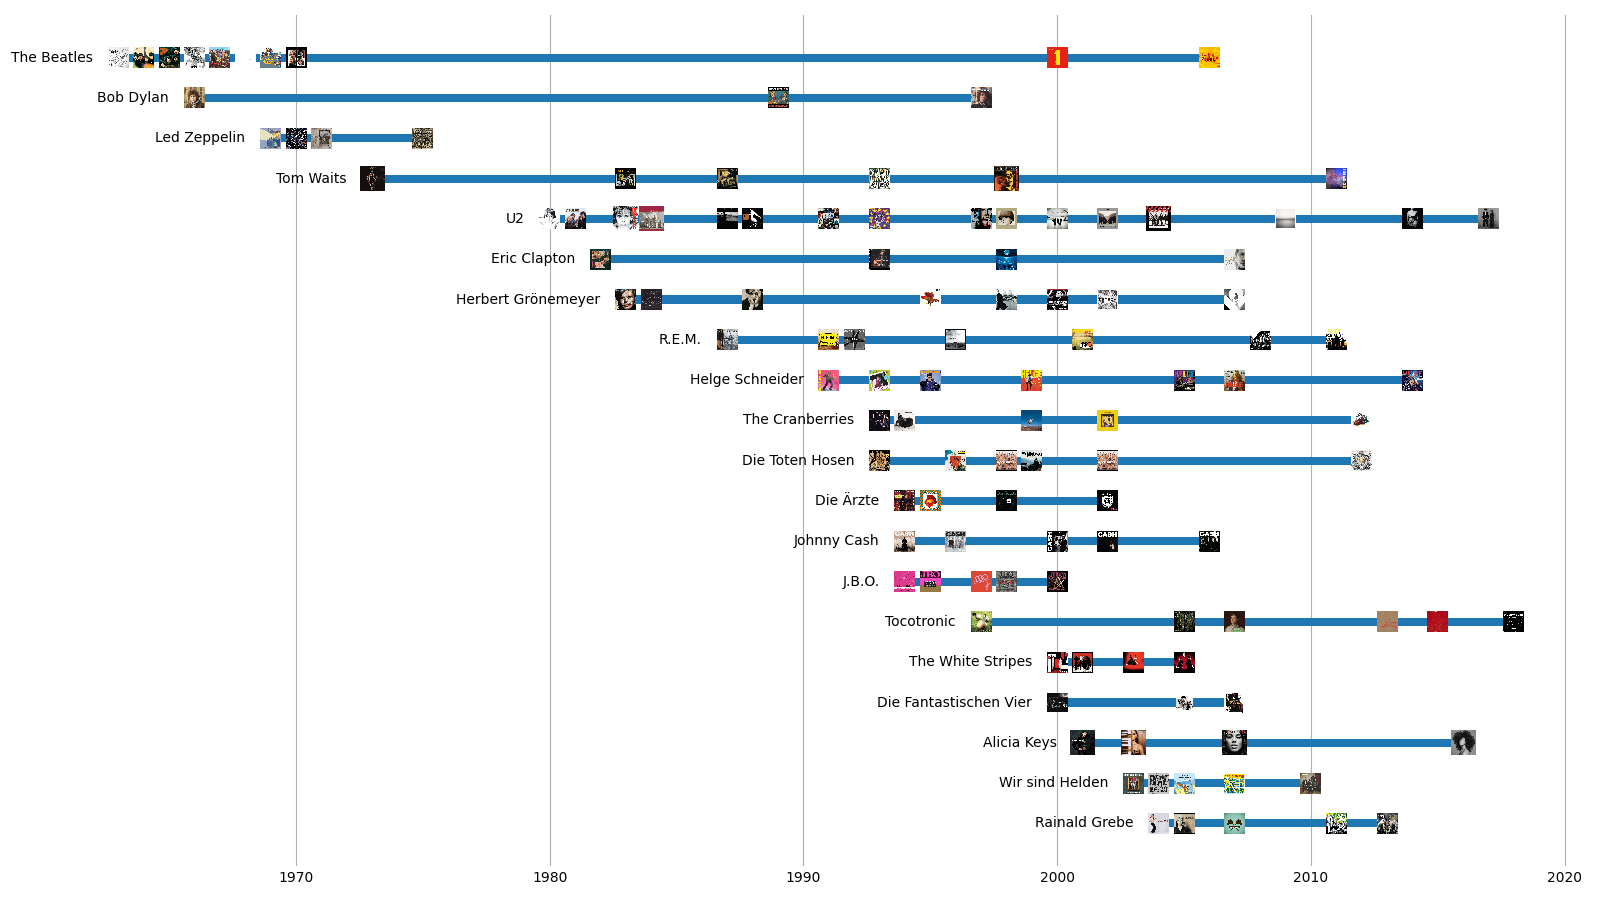 The Beatles
1
Bob Dylan
Led Zeppelin
Tom Waits
U2
Eric Clapton
Herbert Grönemeyer
R.E.M.
Helge Schneider
The Cranberries
Die Toten Hosen
Die Ärzte
Johnny Cash
CASH
J.B.O.
Tocotronic
The White Stripes
Die Fantastischen Vier
Alicia Keys
Wir sind Helden
Rainald Grebe
1970 1980 1990 2000 2010 2020